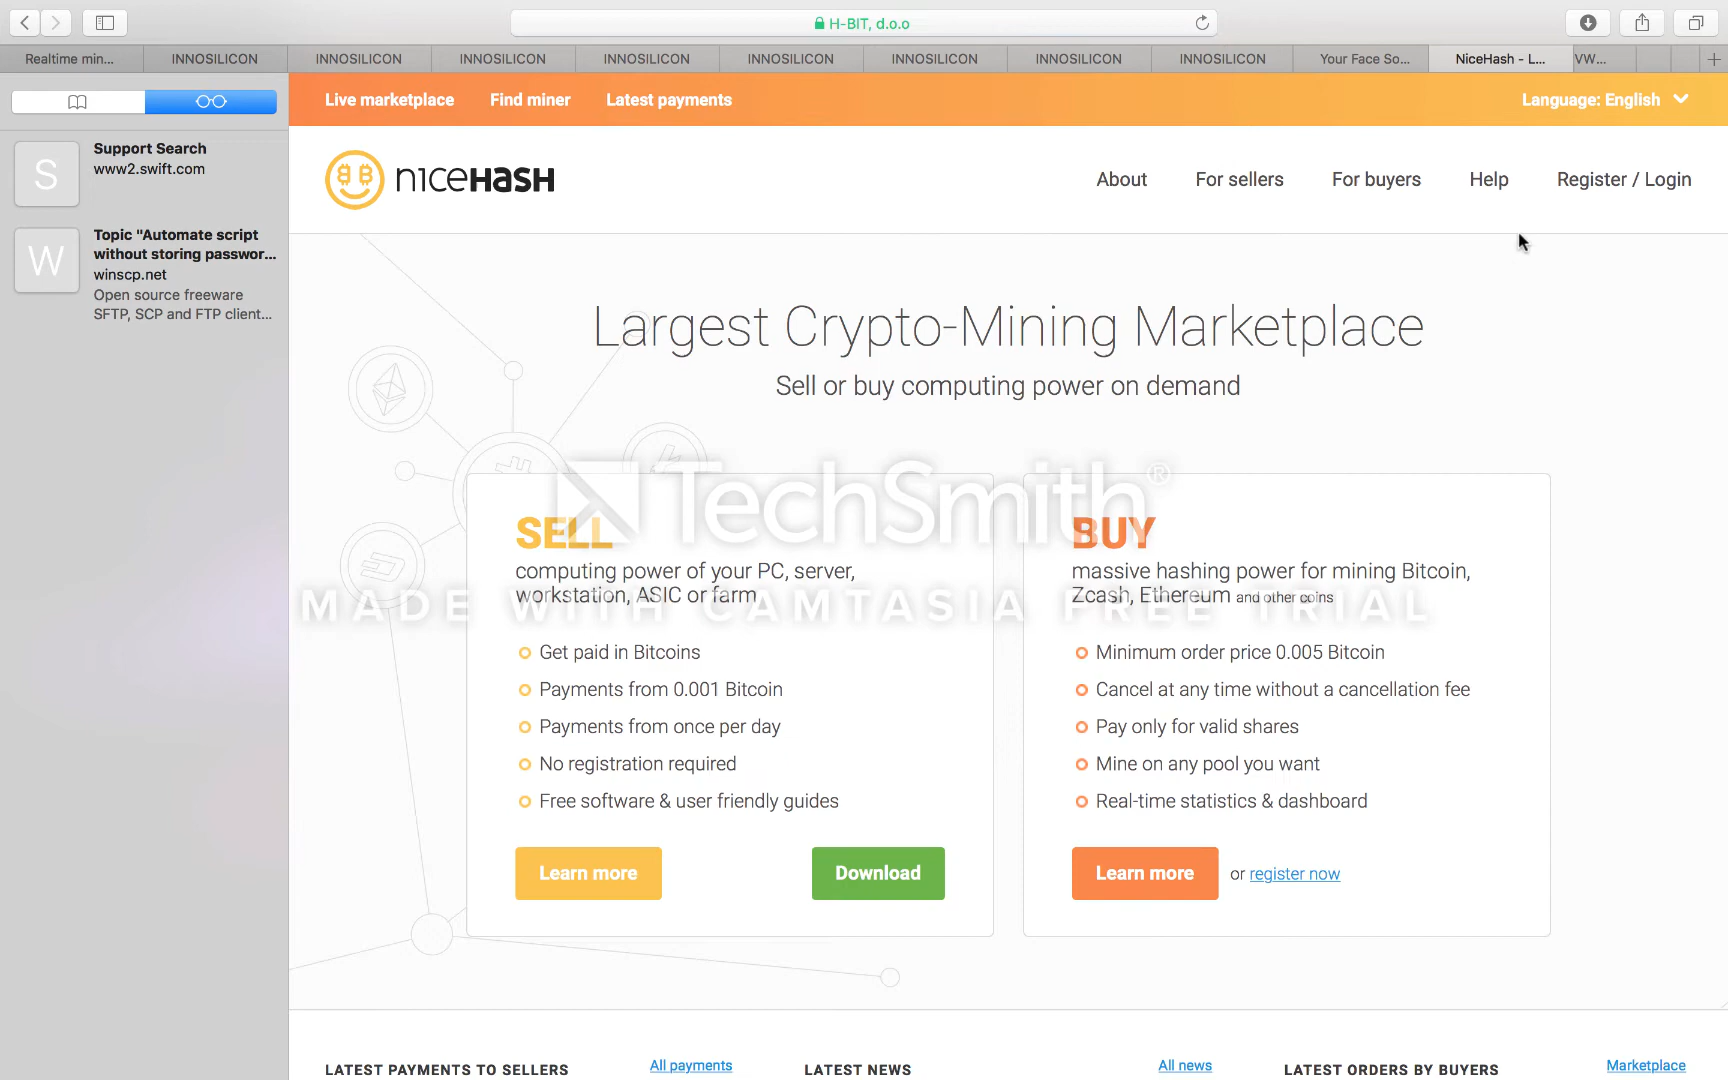 H-BIT, d.o.o
Realtime min...
INNOSILICON
INNOSILICON
INNOSILICON
INNOSILICON
INNOSILICON
INNOSILICON
INNOSILICON
INNOSILICON
Your Face So...
NiceHash - L...
VW...
Live marketplace
Find miner
Latest payments
Language: English
S
Support Search
www2.swift.com
W
Topic "Automate script
without storing passwor...
winscp.net
Open source freeware
SFTP, SCP and FTP client...
nıceHASH
About
For sellers
For buyers
Help
Register / Login
Largest Crypto-Mining Marketplace
Sell or buy computing power on demand
TechSmith®
MADE WITH CAMTASIA FREE TRIAL
SELL
computing power of your PC, server,
workstation, ASIC or farm
Get paid in Bitcoins
Payments from 0.001 Bitcoin
Payments from once per day
No registration required
Free software & user friendly guides
Learn more
Download
BUY
massive hashing power for mining Bitcoin,
Zcash, Ethereum and other coins
Minimum order price 0.005 Bitcoin
Cancel at any time without a cancellation fee
Pay only for valid shares
Mine on any pool you want
Real-time statistics & dashboard
Learn more
or register now
LATEST PAYMENTS TO SELLERS
All payments
LATEST NEWS
All news
LATEST ORDERS BY BUYERS
Marketplace